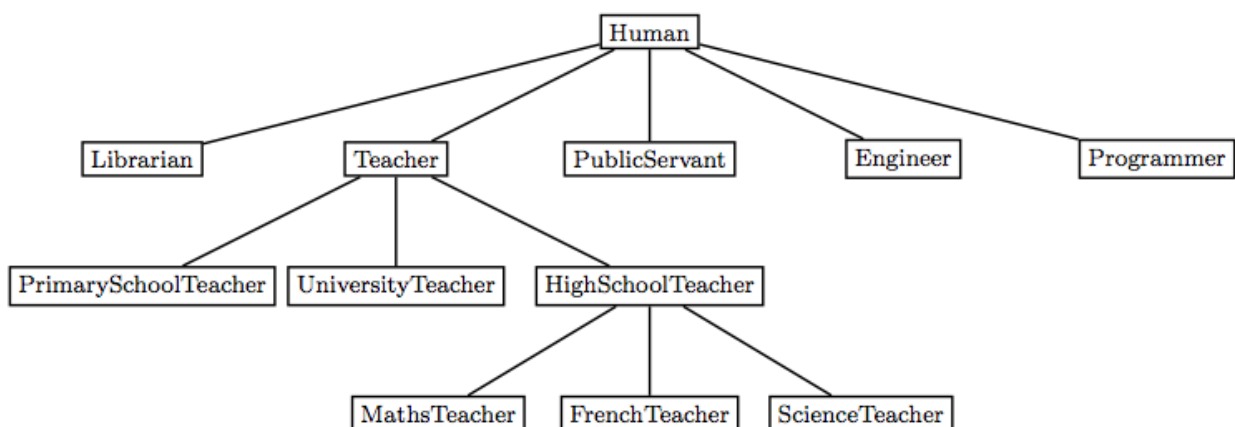 Human
Librarian
Teacher
PublicServant
Engineer
Programmer
PrimarySchoolTeacher
UniversityTeacher
HighSchoolTeacher
MathsTeacher
FrenchTeacher
ScienceTeacher